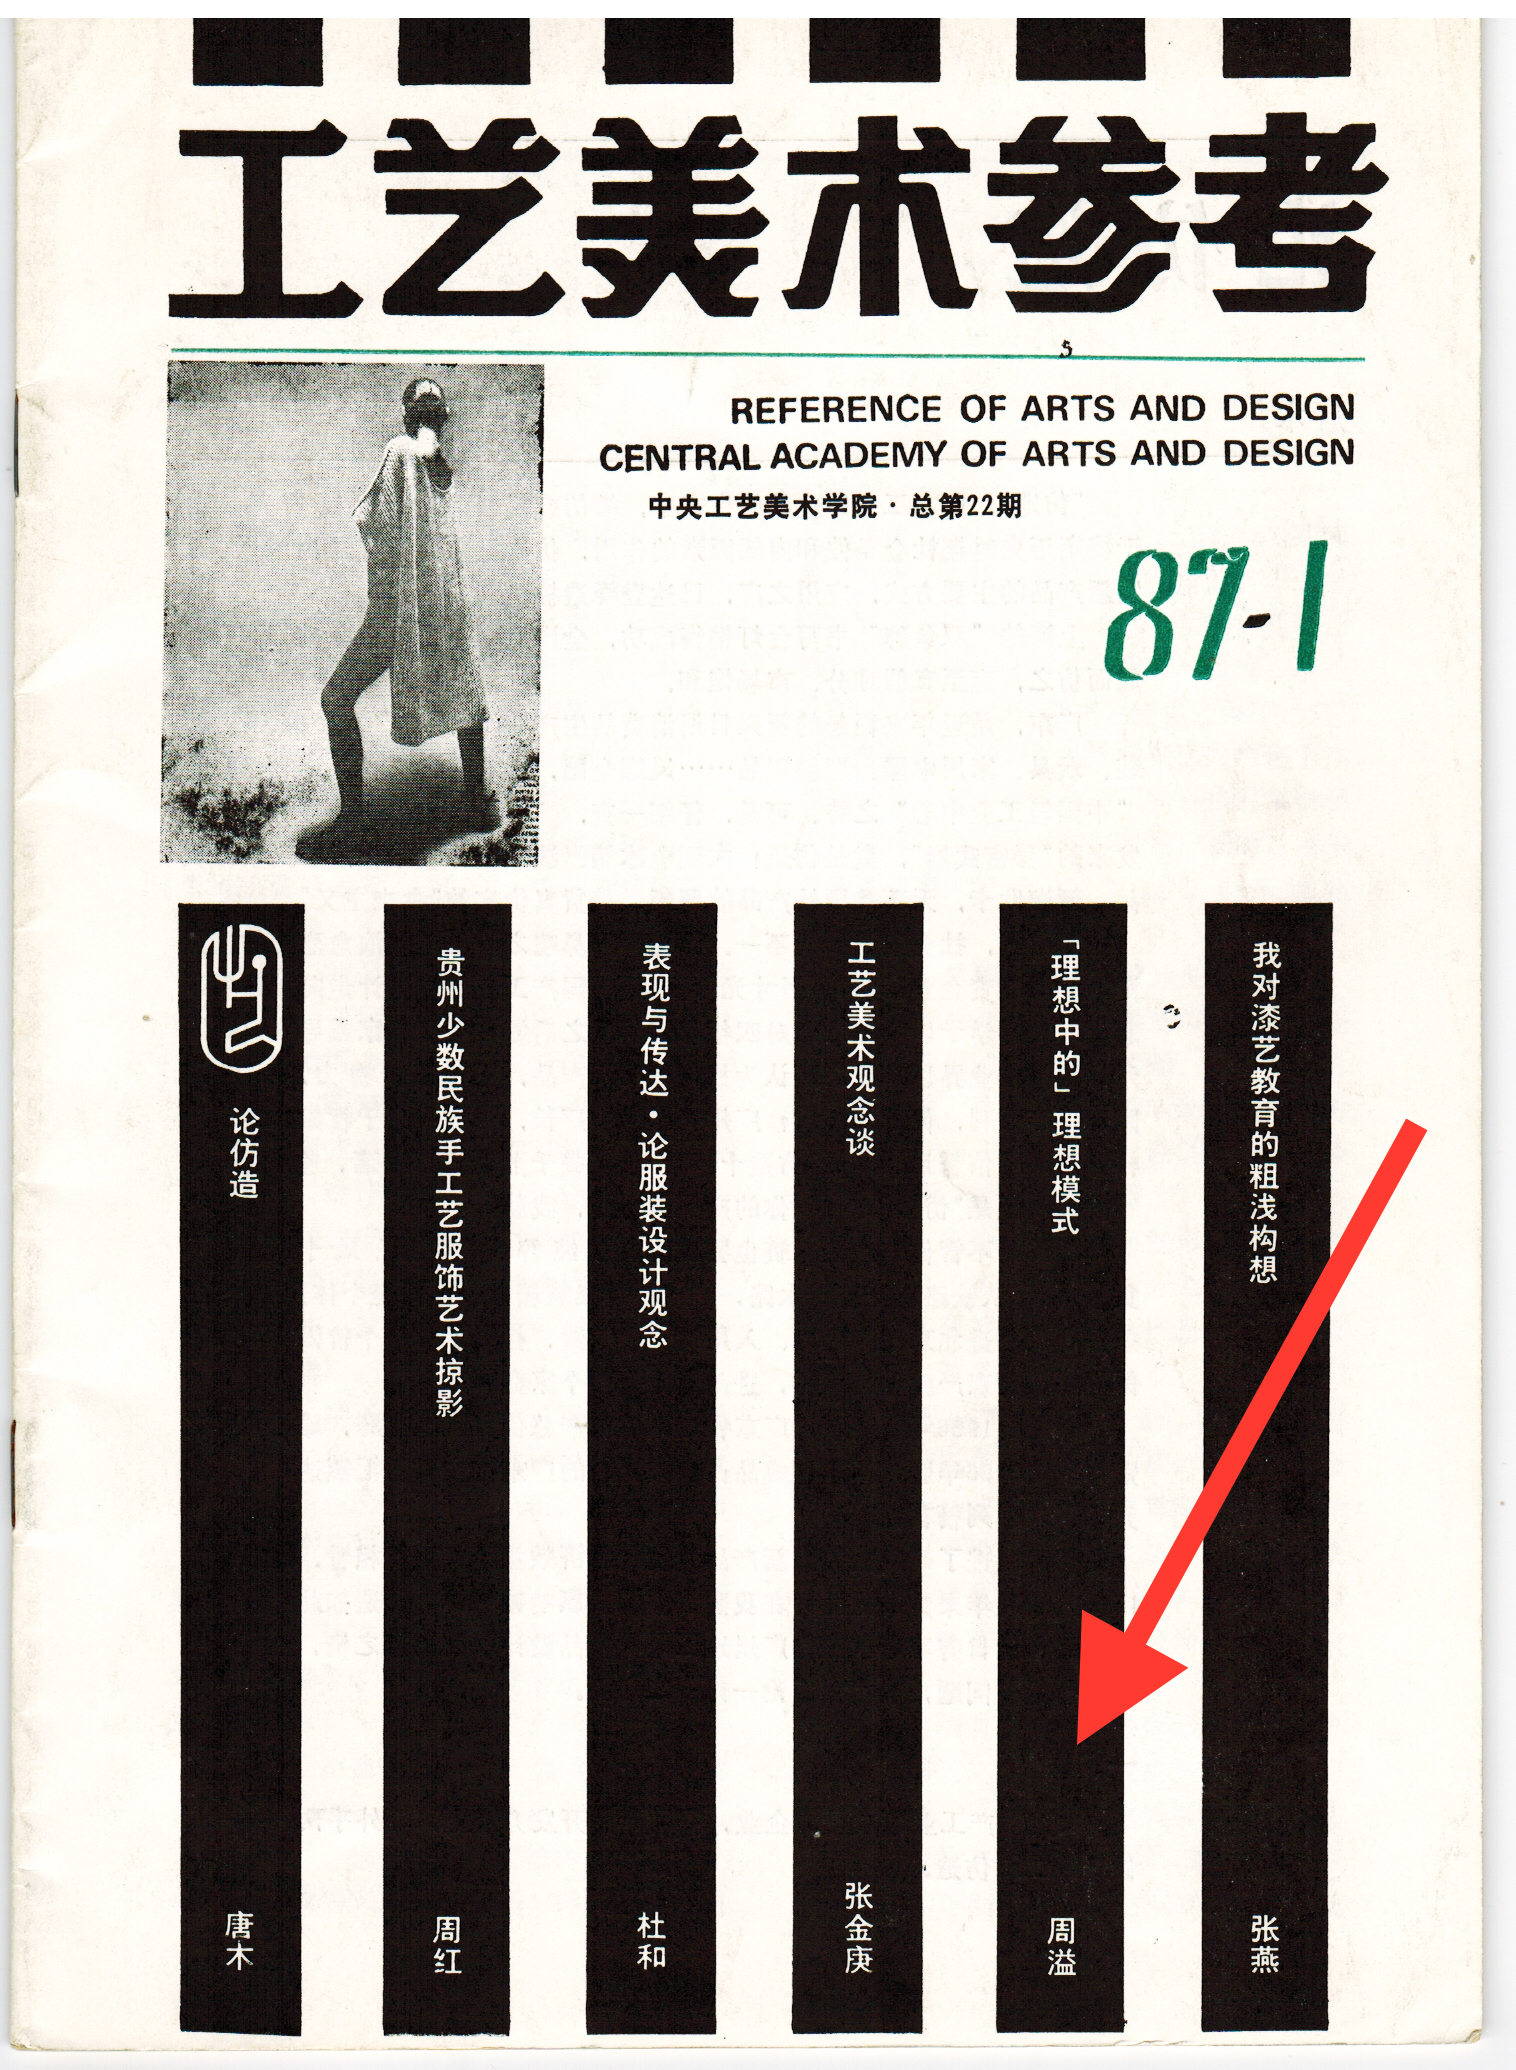 工艺美术参考
REFERENCE OF ARTS AND DESIGN
CENTRAL ACADEMY OF ARTS AND DESIGN
中央工艺美术学院·总第22期
87-1
论仿造
唐木
贵州少数民族手工艺服饰艺术掠影
周红
表现与传达·论服装设计观念
杜和
工艺美术观念谈
张金庚
「理想中的」理想模式
周溢
我对漆艺教育的粗浅构想
张燕